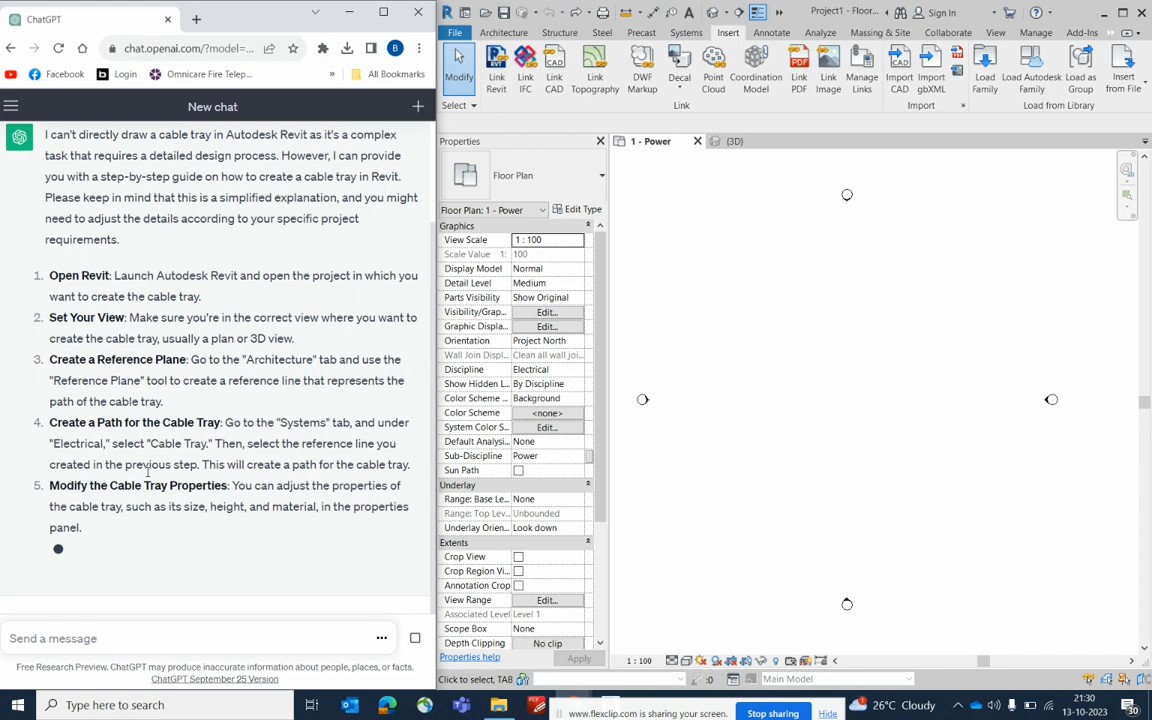 ChatGPT
chat.openai.com/?model=...
B
Facebook
Login
Omnicare Fire Telep...
»
All Bookmarks
New chat
I can't directly draw a cable tray in Autodesk Revit as it's a complex
task that requires a detailed design process. However, I can provide
you with a step-by-step guide on how to create a cable tray in Revit.
Please keep in mind that this is a simplified explanation, and you might
need to adjust the details according to your specific project
requirements.
1. Open Revit: Launch Autodesk Revit and open the project in which you
want to create the cable tray.
2. Set Your View: Make sure you're in the correct view where you want to
create the cable tray, usually a plan or 3D view.
3. Create a Reference Plane: Go to the "Architecture" tab and use the
"Reference Plane" tool to create a reference line that represents the
path of the cable tray.
4. Create a Path for the Cable Tray: Go to the "Systems" tab, and under
"Electrical," select "Cable Tray." Then, select the reference line you
created in the previous step. This will create a path for the cable tray.
5. Modify the Cable Tray Properties: You can adjust the properties of
the cable tray, such as its size, height, and material, in the properties
panel.
Send a message
Free Research Preview. ChatGPT may produce inaccurate information about people, places, or facts.
ChatGPT September 25 Version
Project1 - Floor...
Sign In
File Architecture Structure Steel Precast Systems Insert Annotate Analyze Massing & Site Collaborate View Manage Add-Ins
Modify
Link Revit
Link IFC
Link CAD
Link Topography
DWF Markup
Decal
Point Cloud
Coordination Model
Link PDF
Link Image
Manage Links
Import CAD
Import gbXML
Load Family
Load Autodesk Family
Load as Group
Insert from File
Select
Link
Import
Load from Library
Properties
1 - Power
{3D}
Floor Plan
Floor Plan: 1 - Power
Edit Type
Graphics
View Scale 1 : 100
Scale Value 1: 100
Display Model Normal
Detail Level Medium
Parts Visibility Show Original
Visibility/Grap... Edit...
Graphic Displa... Edit...
Orientation Project North
Wall Join Displ... Clean all wall joi...
Discipline Electrical
Show Hidden L... By Discipline
Color Scheme ... Background
Color Scheme <none>
System Color S... Edit...
Default Analysi... None
Sub-Discipline Power
Sun Path
Underlay
Range: Base Le... None
Range: Top Lev... Unbounded
Underlay Orien... Look down
Extents
Crop View
Crop Region Vi...
Annotation Crop
View Range Edit...
Associated Level Level 1
Scope Box None
Depth Clipping No clip
Properties help
Apply
1 : 100
Click to select, TAB
:0
Main Model
Type here to search
www.flexclip.com is sharing your screen.
Stop sharing
Hide
26°C Cloudy
21:30
13-10-2023
30